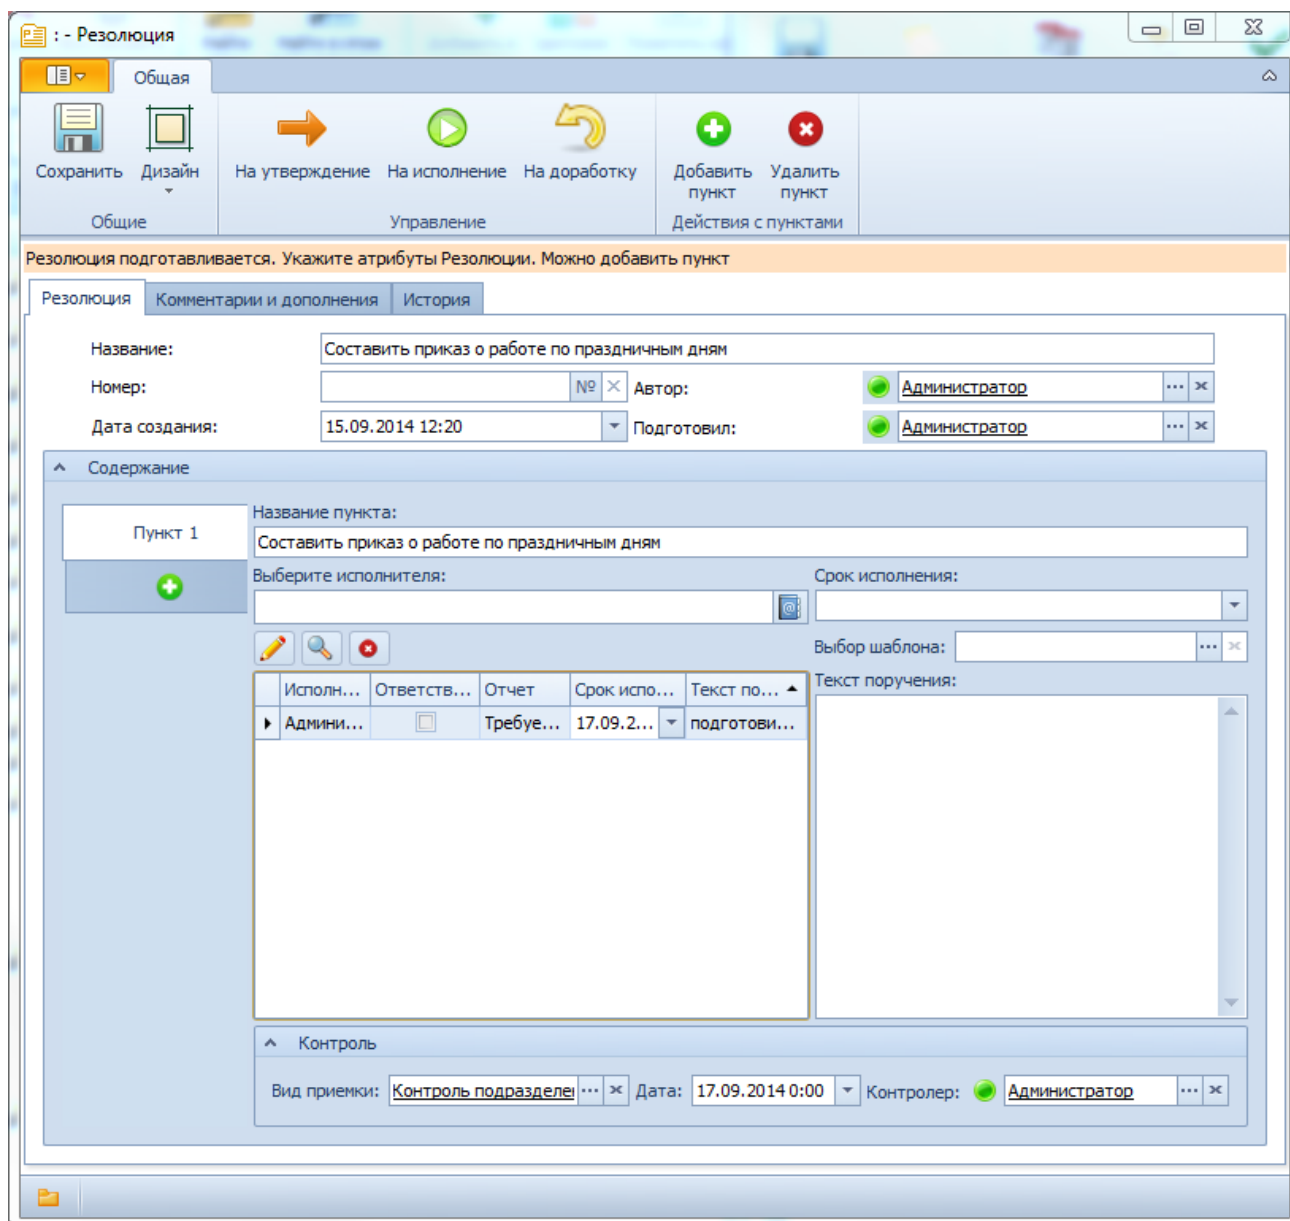 : - Резолюция
Общая
Сохранить Дизайн На утверждение На исполнение На доработку Добавить пункт Удалить пункт
Общие Управление Действия с пунктами
Резолюция подготавливается. Укажите атрибуты Резолюции. Можно добавить пункт
Резолюция Комментарии и дополнения История
Название: Составить приказ о работе по праздничным дням
Номер: № Автор: Администратор
Дата создания: 15.09.2014 12:20 Подготовил: Администратор
Содержание
Пункт 1
Название пункта:
Составить приказ о работе по праздничным дням
Выберите исполнителя: Срок исполнения:
Выбор шаблона:
Исполн... Ответств... Отчет Срок испо... Текст по... Текст поручения:
Админи... Требуе... 17.09.2... подготови...
Контроль
Вид приемки: Контроль подразделе Дата: 17.09.2014 0:00 Контролер: Администратор